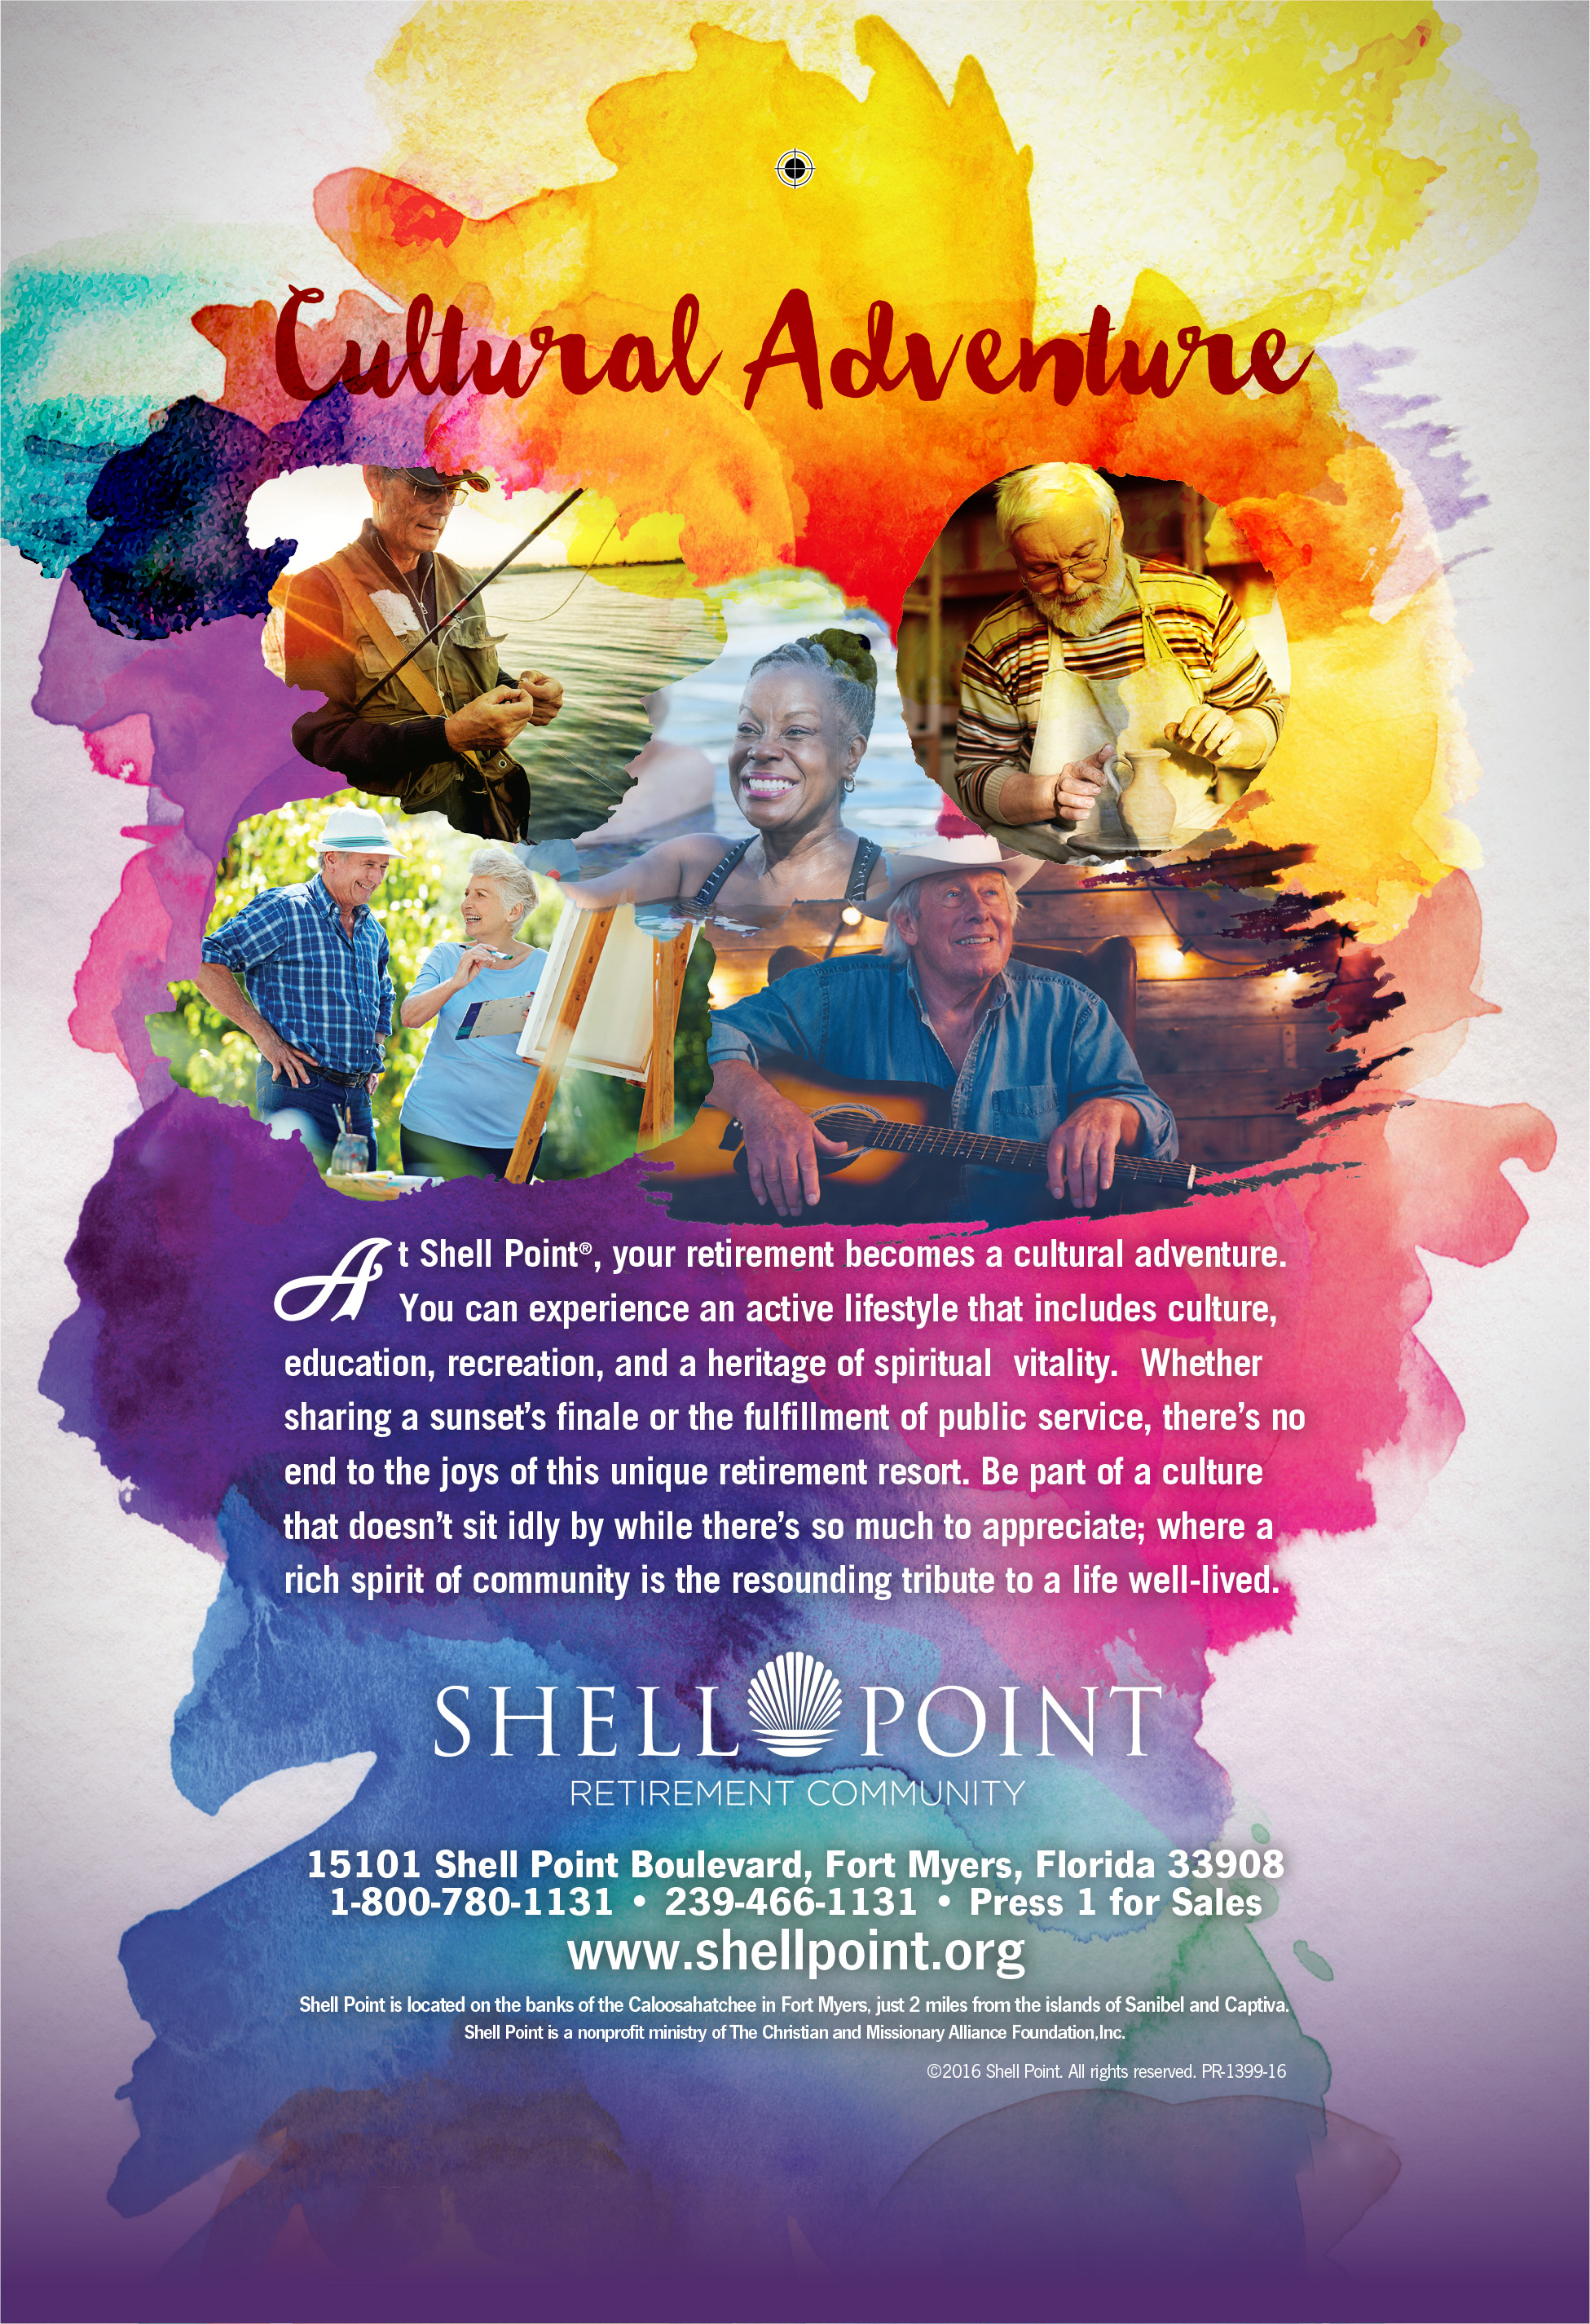 Cultural Adventure
At Shell Point®, your retirement becomes a cultural adventure.
You can experience an active lifestyle that includes culture,
education, recreation, and a heritage of spiritual vitality. Whether
sharing a sunset’s finale or the fulfillment of public service, there’s no
end to the joys of this unique retirement resort. Be part of a culture
that doesn’t sit idly by while there’s so much to appreciate; where a
rich spirit of community is the resounding tribute to a life well-lived.
SHELL POINT
RETIREMENT COMMUNITY
15101 Shell Point Boulevard, Fort Myers, Florida 33908
1-800-780-1131 • 239-466-1131 • Press 1 for Sales
www.shellpoint.org
Shell Point is located on the banks of the Caloosahatchee in Fort Myers, just 2 miles from the islands of Sanibel and Captiva.
Shell Point is a nonprofit ministry of The Christian and Missionary Alliance Foundation,Inc.
©2016 Shell Point. All rights reserved. PR-1399-16